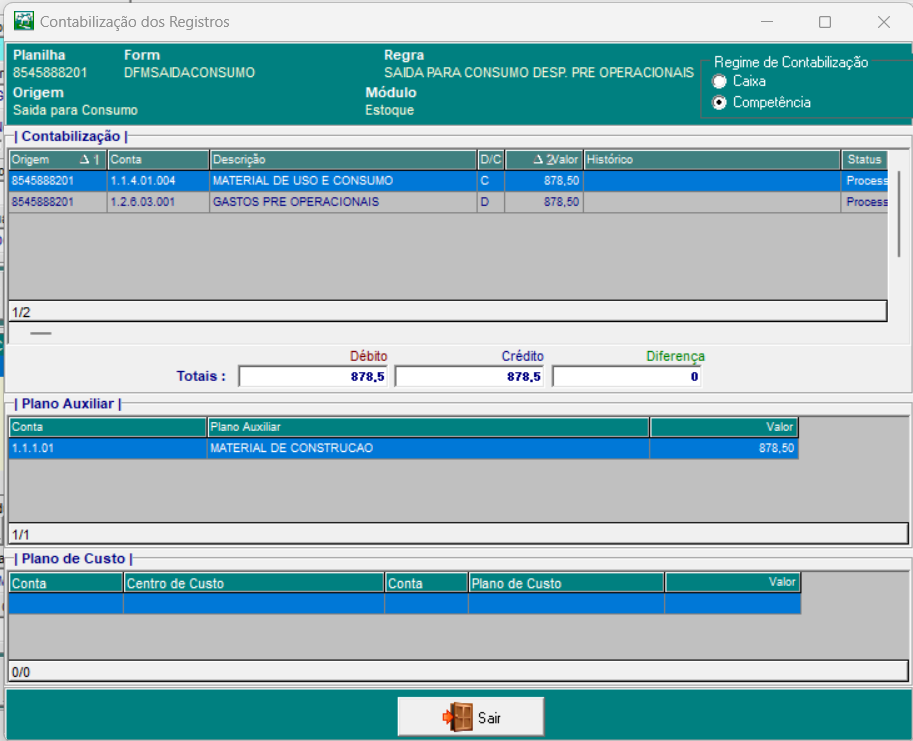 Contabilização dos Registros
Planilha Form Regra
8545888201 DFMSAIDACONSUMO SAIDA PARA CONSUMO DESP. PRE OPERACIONAIS
Origem Módulo
Saida para Consumo Estoque
Regime de Contabilização
Caixa
Competência
| Contabilização |
Origem Δ 1 Conta Descrição D/C Δ 2 Valor Histórico Status
8545888201 1.1.4.01.004 MATERIAL DE USO E CONSUMO C 878,50 Process
8545888201 1.2.6.03.001 GASTOS PRE OPERACIONAIS D 878,50 Process
1/2
Débito Crédito Diferença
Totais : 878,5 878,5 0
| Plano Auxiliar |
Conta Plano Auxiliar Valor
1.1.1.01 MATERIAL DE CONSTRUCAO 878,50
1/1
| Plano de Custo |
Conta Centro de Custo Conta Plano de Custo Valor
0/0
Sair